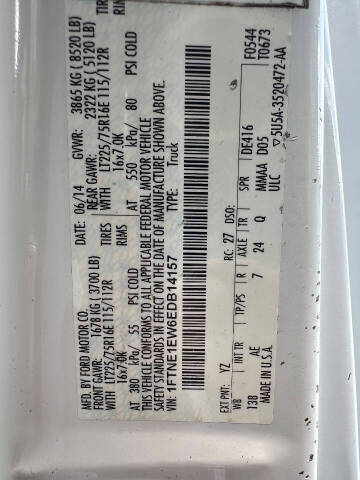 MFD. BY FORD MOTOR CO.
DATE: 06/14 GVWR: 3865 KG ( 8520 LB)
FRONT GAWR: 1678 KG ( 3700 LB) REAR GAWR: 2322 KG ( 5120 LB)
WITH LT225/75R16E 115/112R TIRES WITH LT225/75R16E 115/112R TIRES
16x7.0K RIMS 16x7.0K RIMS
AT 380 kPa/ 55 PSI COLD AT 550 kPa/ 80 PSI COLD
THIS VEHICLE CONFORMS TO ALL APPLICABLE FEDERAL MOTOR VEHICLE
SAFETY STANDARDS IN EFFECT ON THE DATE OF MANUFACTURE SHOWN ABOVE.
VIN: 1FTNE1EW6EDB14157 TYPE: Truck
F0544
T0673
EXT PNT: YZ RC: 27 DSO: DE416
WB INT TR TP/PS R AXLE TR SPR MMAAA D05
138 AE 7 24 Q ULC
▽5U5A-3520472-AA